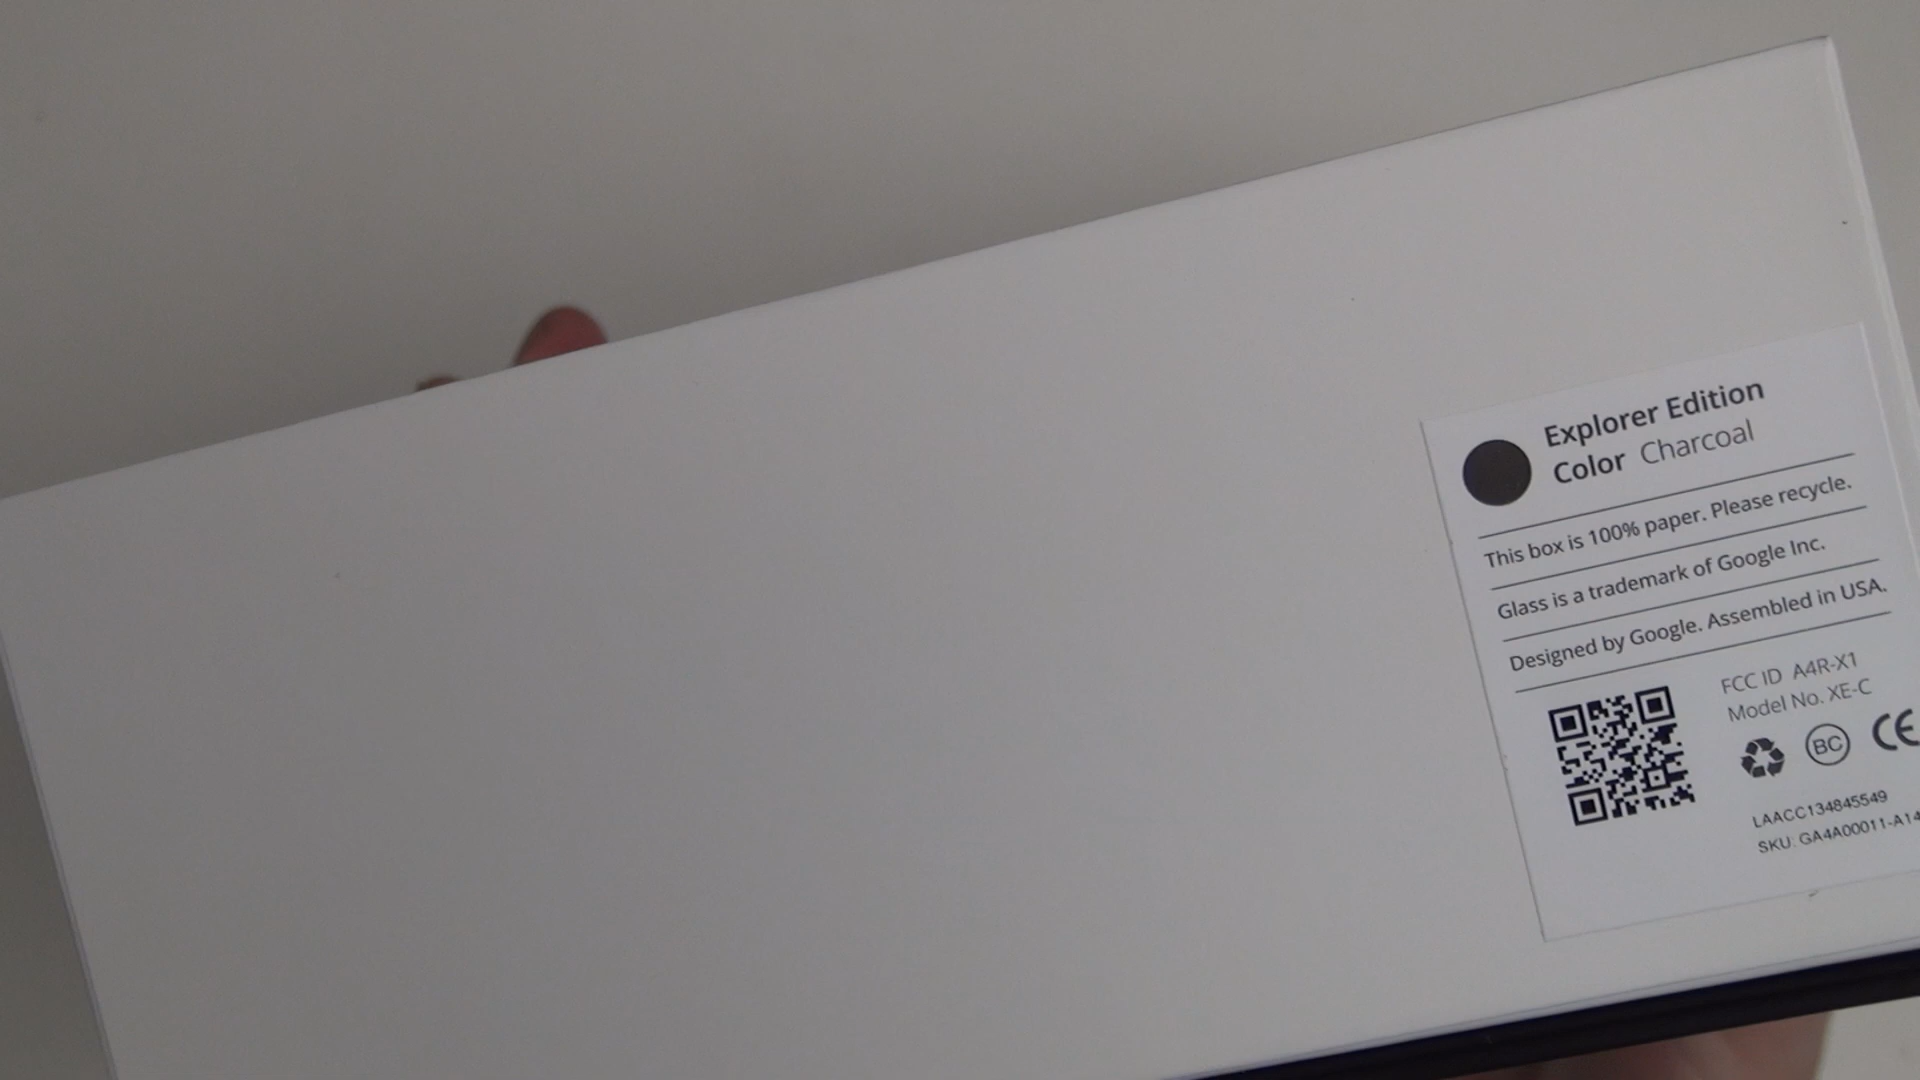 Explorer Edition
Color Charcoal
This box is 100% paper. Please recycle.
Glass is a trademark of Google Inc.
Designed by Google. Assembled in USA.
FCC ID A4R-X1
Model No. XE-C
BC CE
LAACC134845549
SKU: GA4A00011-A14